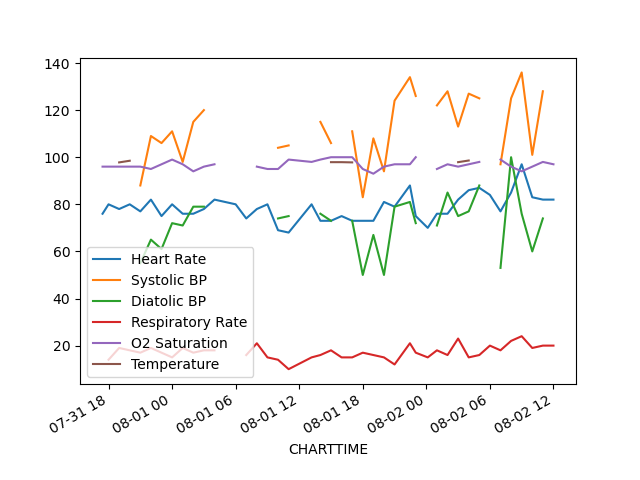 140
120
100
80
60
40
20
Heart Rate
Systolic BP
Diatolic BP
Respiratory Rate
O2 Saturation
Temperature
07-31 18
08-01 00
08-01 06
08-01 12
08-01 18
08-02 00
08-02 06
08-02 12
CHARTTIME